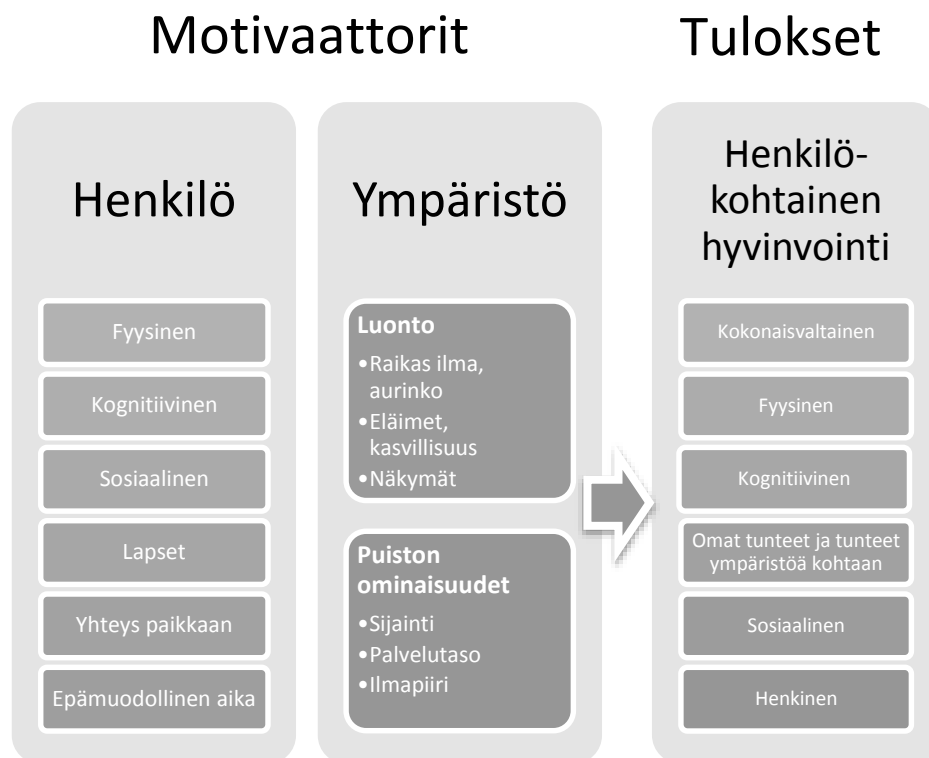 Motivaattorit
Tulokset
Henkilö
Fyysinen
Kognitiivinen
Sosiaalinen
Lapset
Yhteys paikkaan
Epämuodollinen aika
Ympäristö
Luonto
•Raikas ilma,
aurinko
•Eläimet,
kasvillisuus
•Näkymät
Puiston
ominaisuudet
•Sijainti
•Palvelutaso
•Ilmapiiri
Henkilö-
kohtainen
hyvinvointi
Kokonaisvaltainen
Fyysinen
Kognitiivinen
Omat tunteet ja tunteet
ympäristöä kohtaan
Sosiaalinen
Henkinen